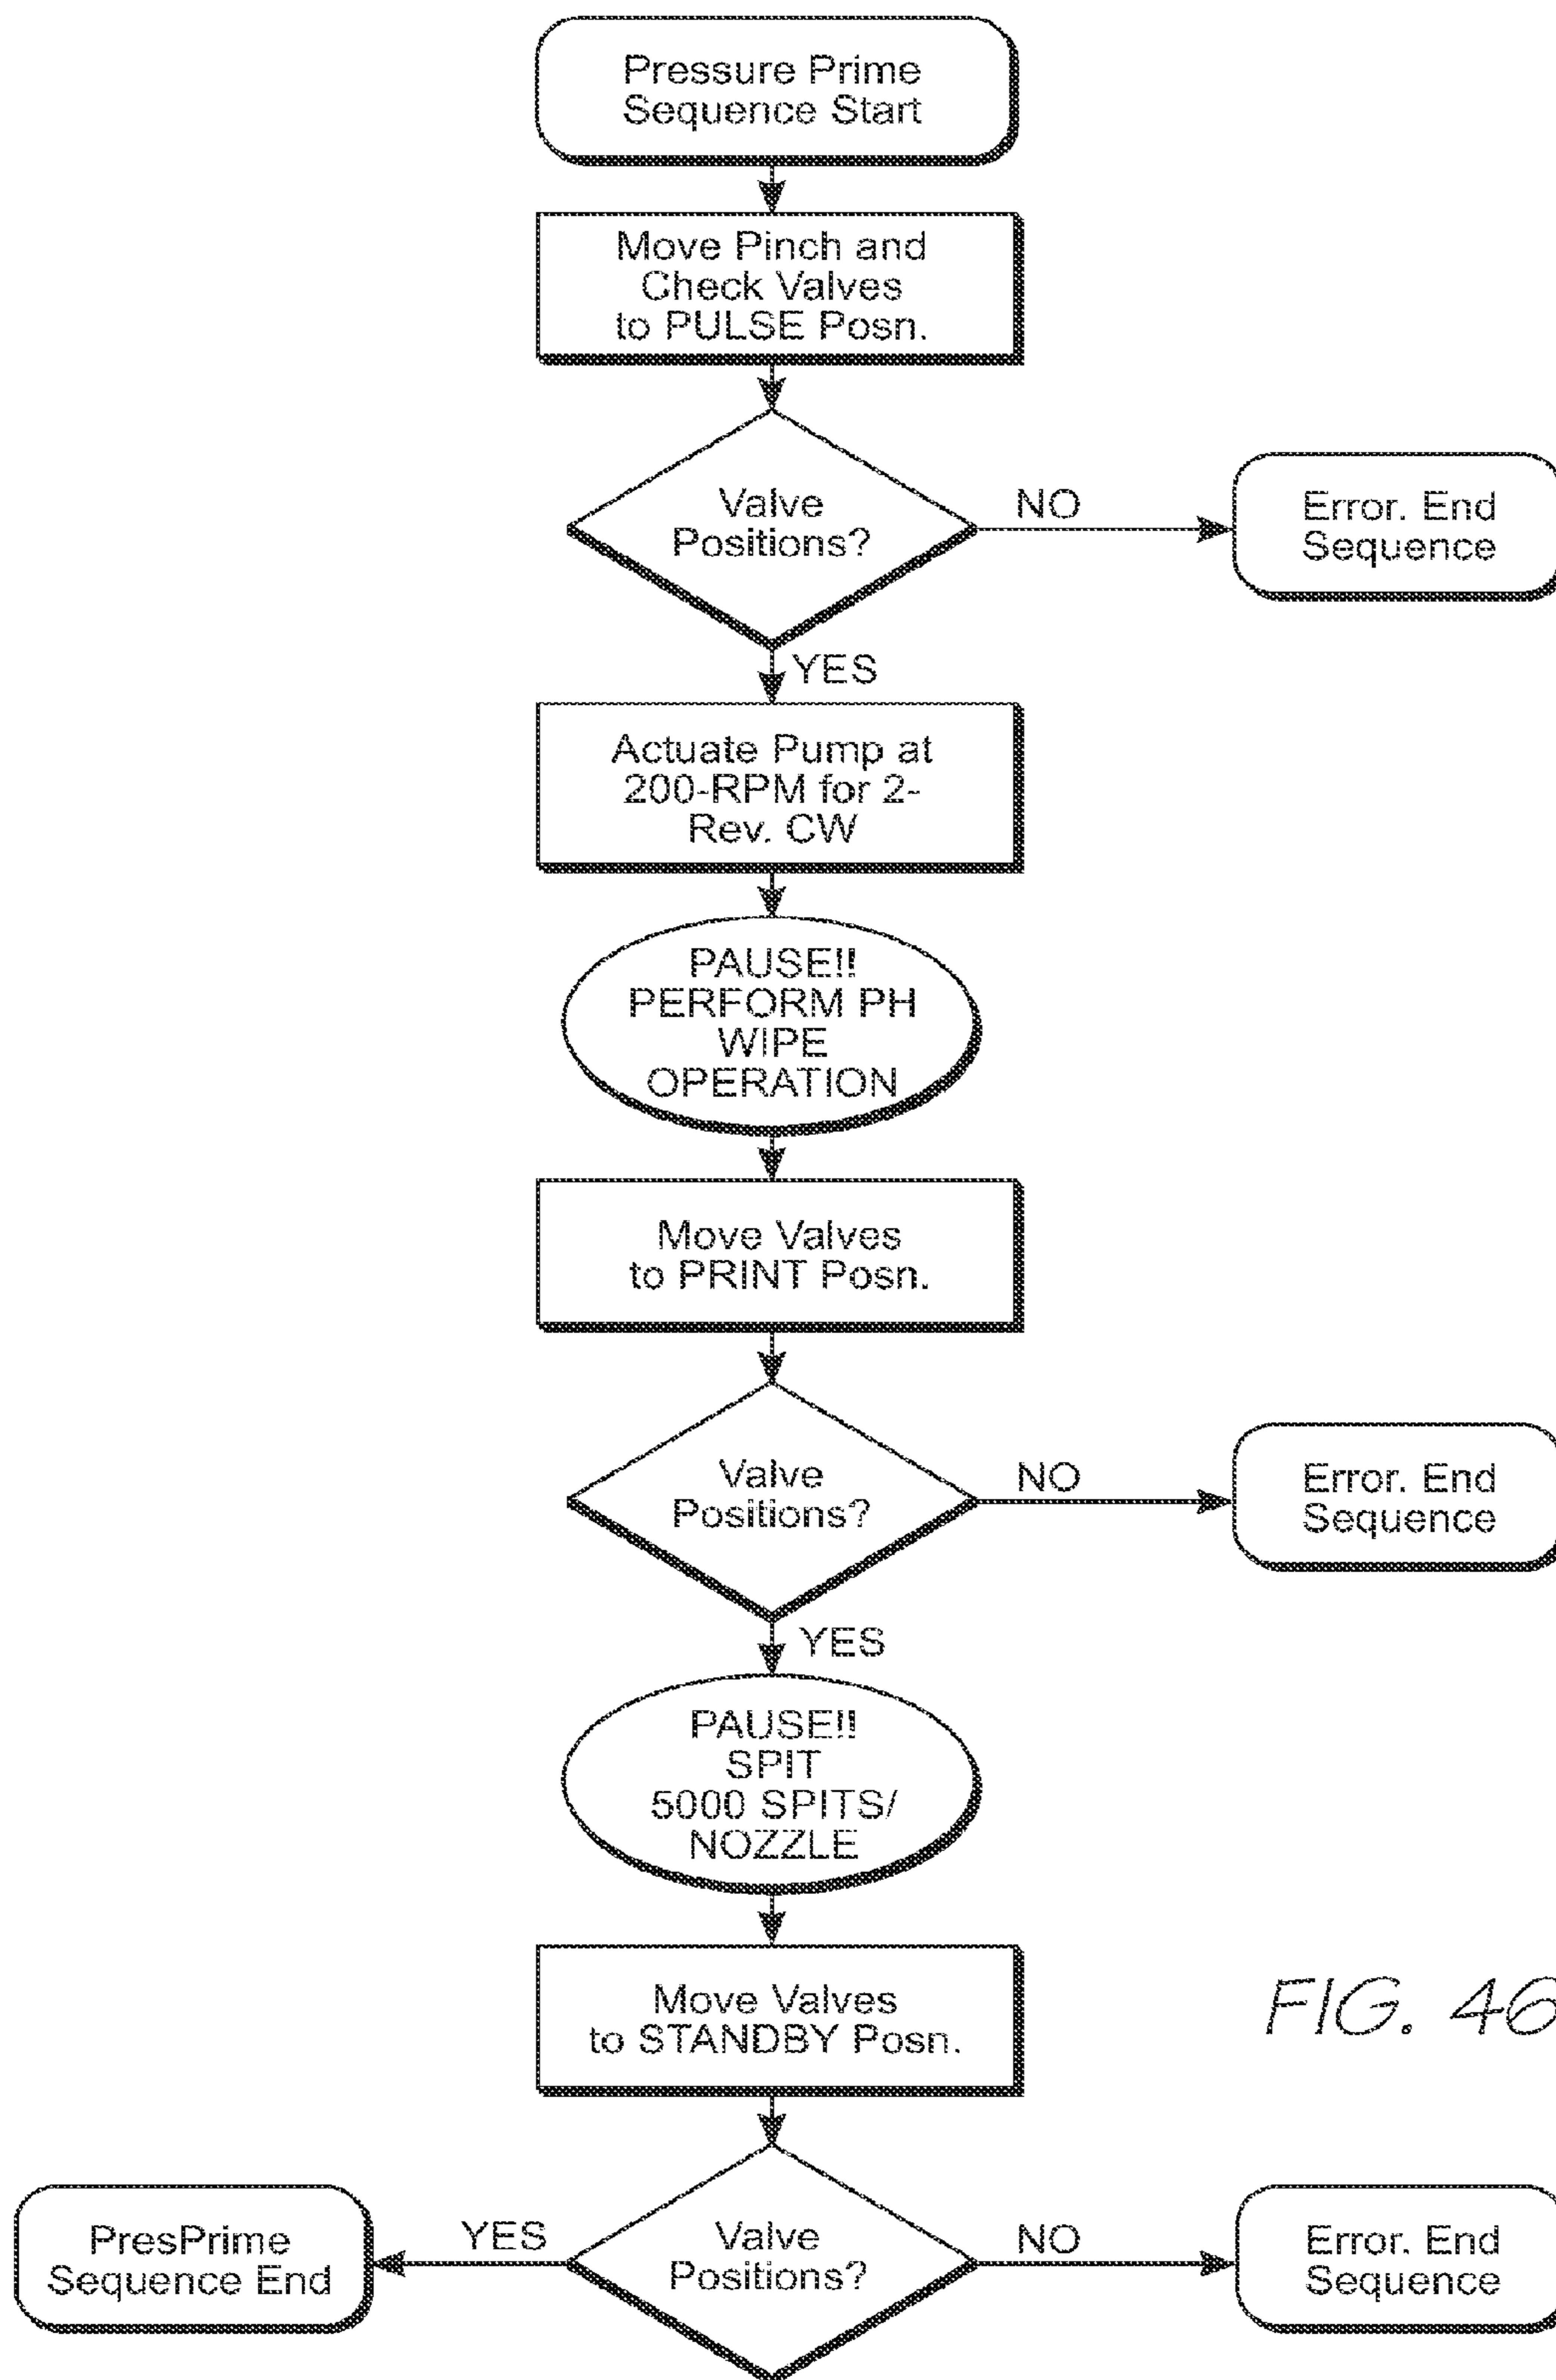 Pressure Prime
Sequence Start
Move Pinch and
Check Valves
to PULSE Posn.
Valve
Positions?
NO
Error. End
Sequence
YES
Actuate Pump at
200-RPM for 2-
Rev. CW
PAUSE!!
PERFORM PH
WIPE
OPERATION
Move Valves
to PRINT Posn.
Valve
Positions?
NO
Error. End
Sequence
YES
PAUSE!!
SPIT
5000 SPITS/
NOZZLE
Move Valves
to STANDBY Posn.
FIG. 46
Valve
Positions?
YES
PresPrime
Sequence End
NO
Error. End
Sequence